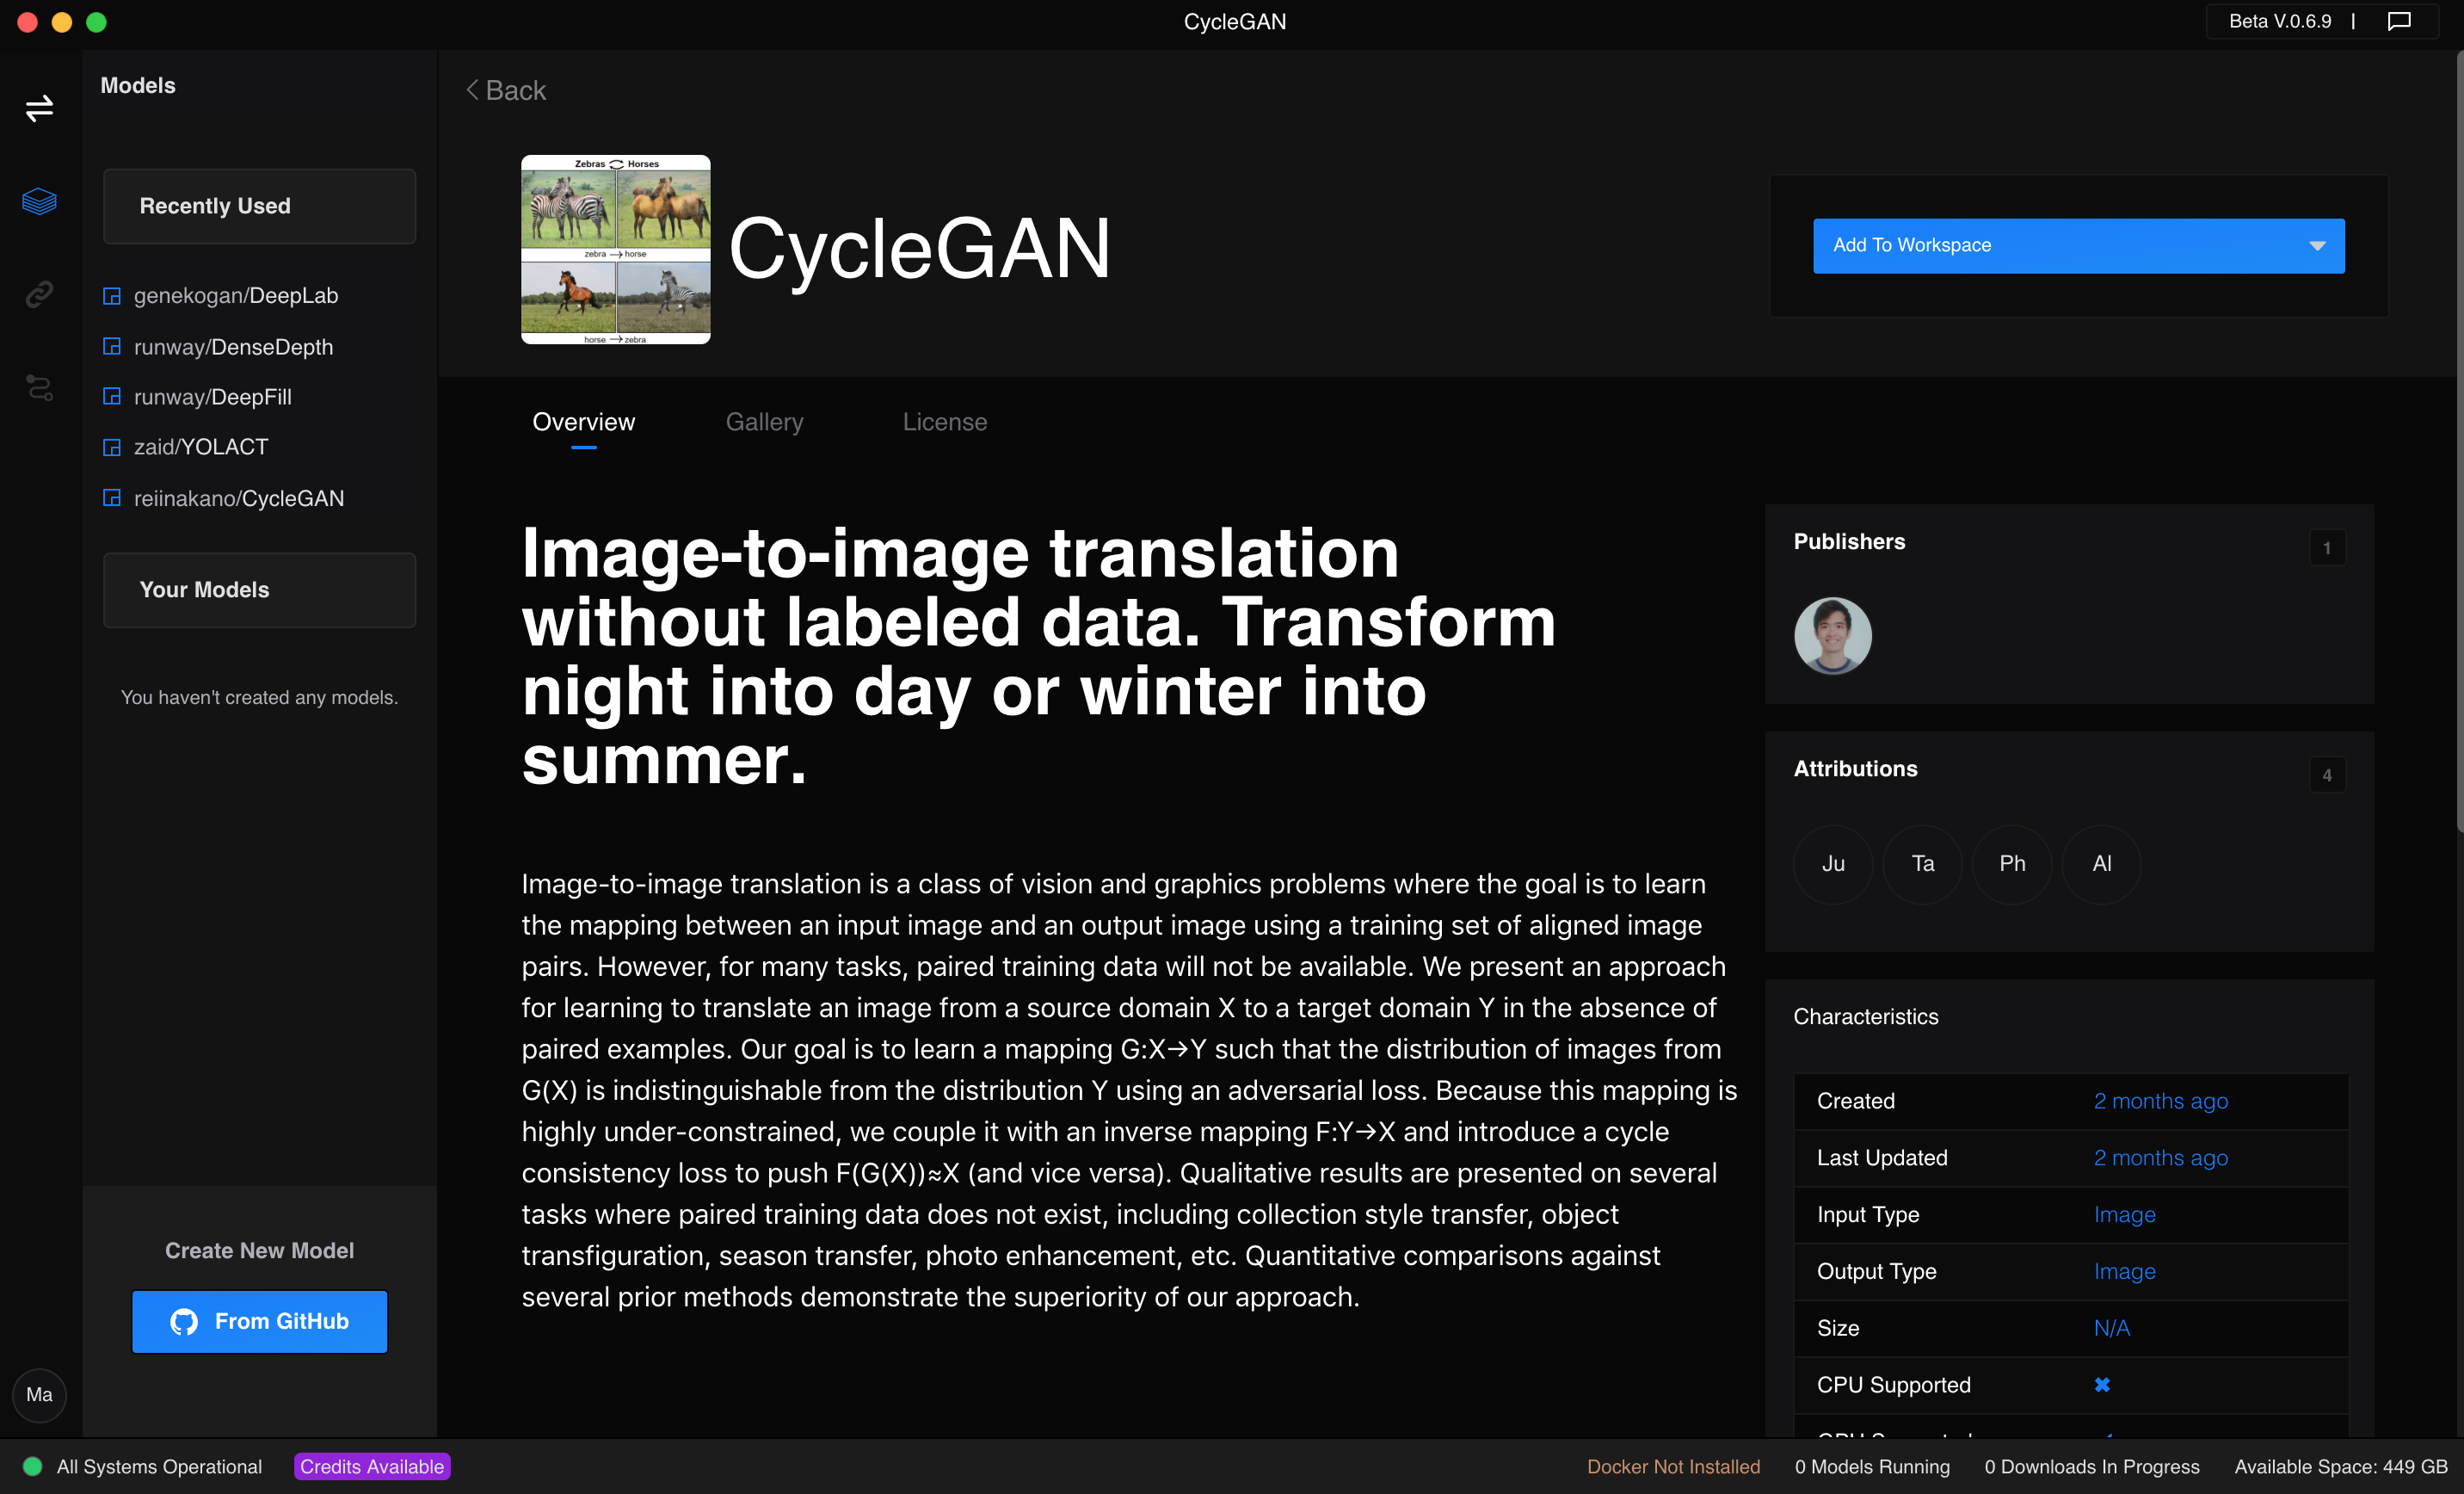 CycleGAN
Beta V.0.6.9 |
Models
Recently Used
genekogan/DeepLab
runway/DenseDepth
runway/DeepFill
zaid/YOLACT
reiinakano/CycleGAN
Your Models
You haven't created any models.
Create New Model
From GitHub
Ma
Back
Zebras Horses
zebra → horse
horse → zebra
CycleGAN
Add To Workspace
Overview
Gallery
License
Image-to-image translation
without labeled data. Transform
night into day or winter into
summer.
Image-to-image translation is a class of vision and graphics problems where the goal is to learn
the mapping between an input image and an output image using a training set of aligned image
pairs. However, for many tasks, paired training data will not be available. We present an approach
for learning to translate an image from a source domain X to a target domain Y in the absence of
paired examples. Our goal is to learn a mapping G:X→Y such that the distribution of images from
G(X) is indistinguishable from the distribution Y using an adversarial loss. Because this mapping is
highly under-constrained, we couple it with an inverse mapping F:Y→X and introduce a cycle
consistency loss to push F(G(X))≈X (and vice versa). Qualitative results are presented on several
tasks where paired training data does not exist, including collection style transfer, object
transfiguration, season transfer, photo enhancement, etc. Quantitative comparisons against
several prior methods demonstrate the superiority of our approach.
Publishers
1
Attributions
4
Ju
Ta
Ph
Al
Characteristics
Created 2 months ago
Last Updated 2 months ago
Input Type Image
Output Type Image
Size N/A
CPU Supported ✖
All Systems Operational
Credits Available
Docker Not Installed
0 Models Running
0 Downloads In Progress
Available Space: 449 GB